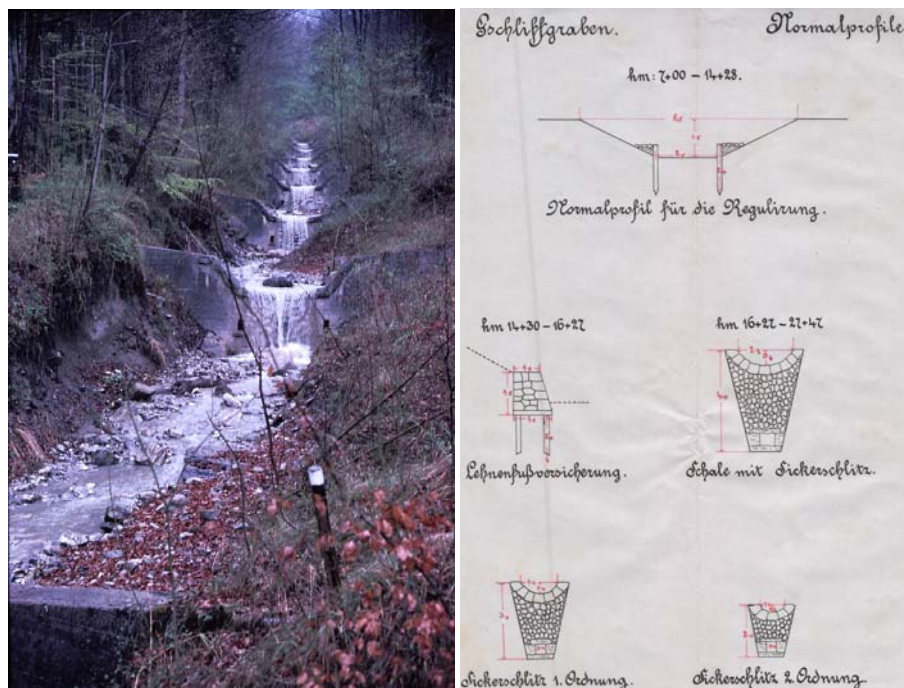 Gschliffgraben. Normalprofile
hm: 7+00 – 14+28.
Normalprofil für die Regulirung.
hm 14+30 – 16+27
hm 16+27 – 27+47
Lehnenfußversicherung.
Schale mit Sickerschlitz.
Sickerschlitz 1. Ordnung.
Sickerschlitz 2. Ordnung.